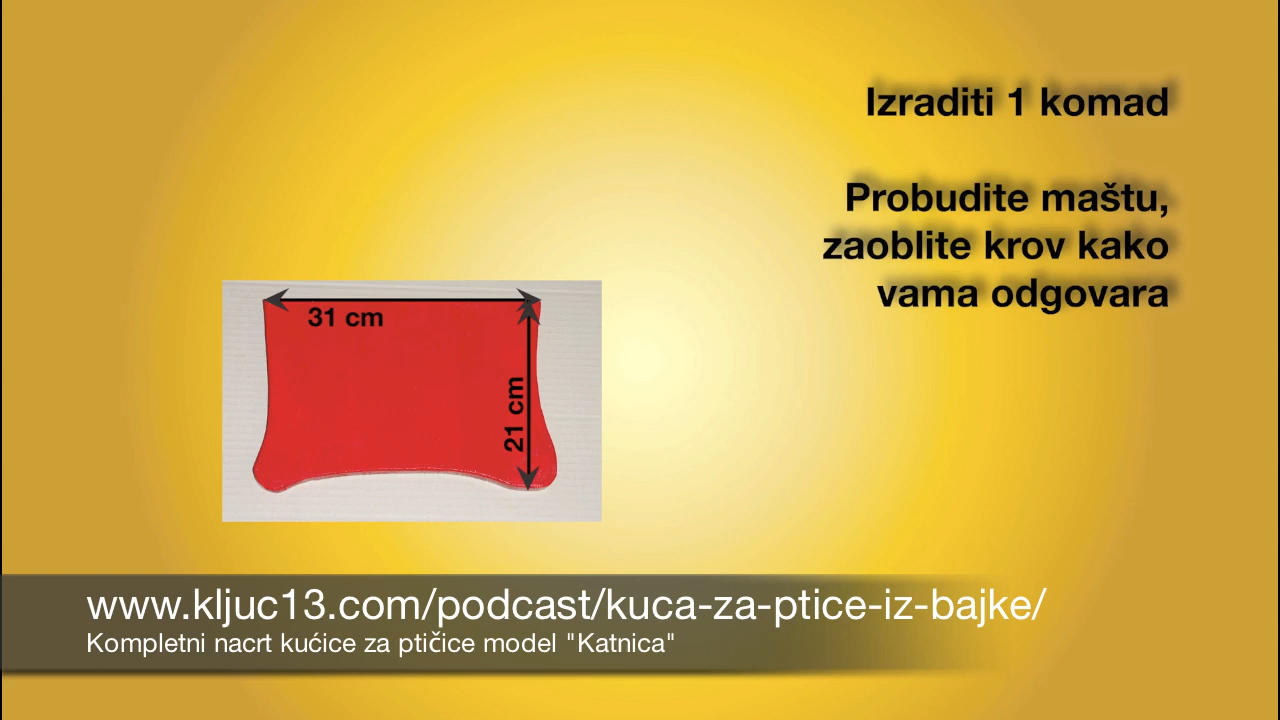 Izraditi 1 komad
Probudite maštu,
zaoblite krov kako
vama odgovara
31 cm
21 cm
www.kljuc13.com/podcast/kuca-za-ptice-iz-bajke/
Kompletni nacrt kućice za ptičice model "Katnica"